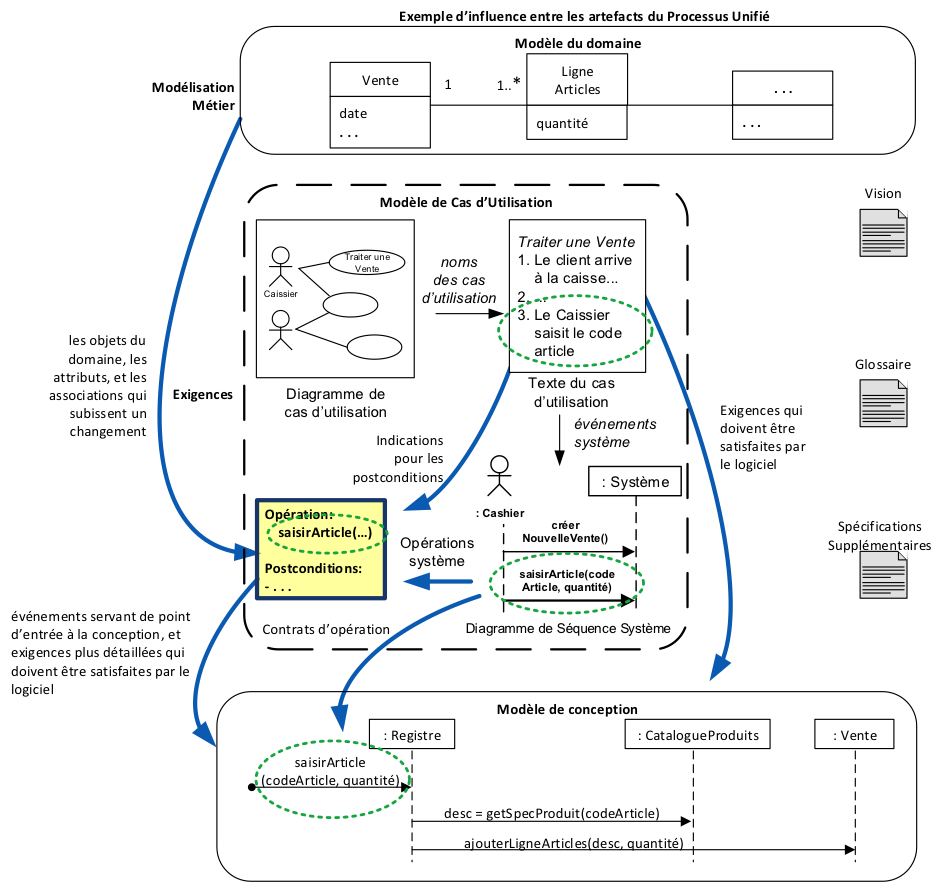 Exemple d'influence entre les artefacts du Processus Unifié
Modèle du domaine
Modélisation
Métier
Vente
date
. . .
1
1..*
Ligne
Articles
quantité
. . .
. . .
Modèle de Cas d'Utilisation
Traiter une
Vente
Caissier
Diagramme de
cas d'utilisation
noms
des cas
d'utilisation
Traiter une Vente
1. Le client arrive
à la caisse...
2. ...
3. Le Caissier
saisit le code
article
Texte du cas
d'utilisation
Vision
Glossaire
Spécifications
Supplémentaires
les objets du
domaine, les
attributs, et les
associations qui
subissent un
changement
Exigences
Indications
pour les
postconditions
événements
système
Exigences qui
doivent être
satisfaites par
le logiciel
: Système
: Cashier
créer
NouvelleVente()
saisirArticle(code
Article, quantité)
Diagramme de Séquence Système
Opération:
saisirArticle(…)
Postconditions:
- . . .
Opérations
système
Contrats d'opération
événements servant de point
d'entrée à la conception, et
exigences plus détaillées qui
doivent être satisfaites par le
logiciel
Modèle de conception
: Registre
: CatalogueProduits
: Vente
saisirArticle
(codeArticle, quantité)
desc = getSpecProduit(codeArticle)
ajouterLigneArticles(desc, quantité)